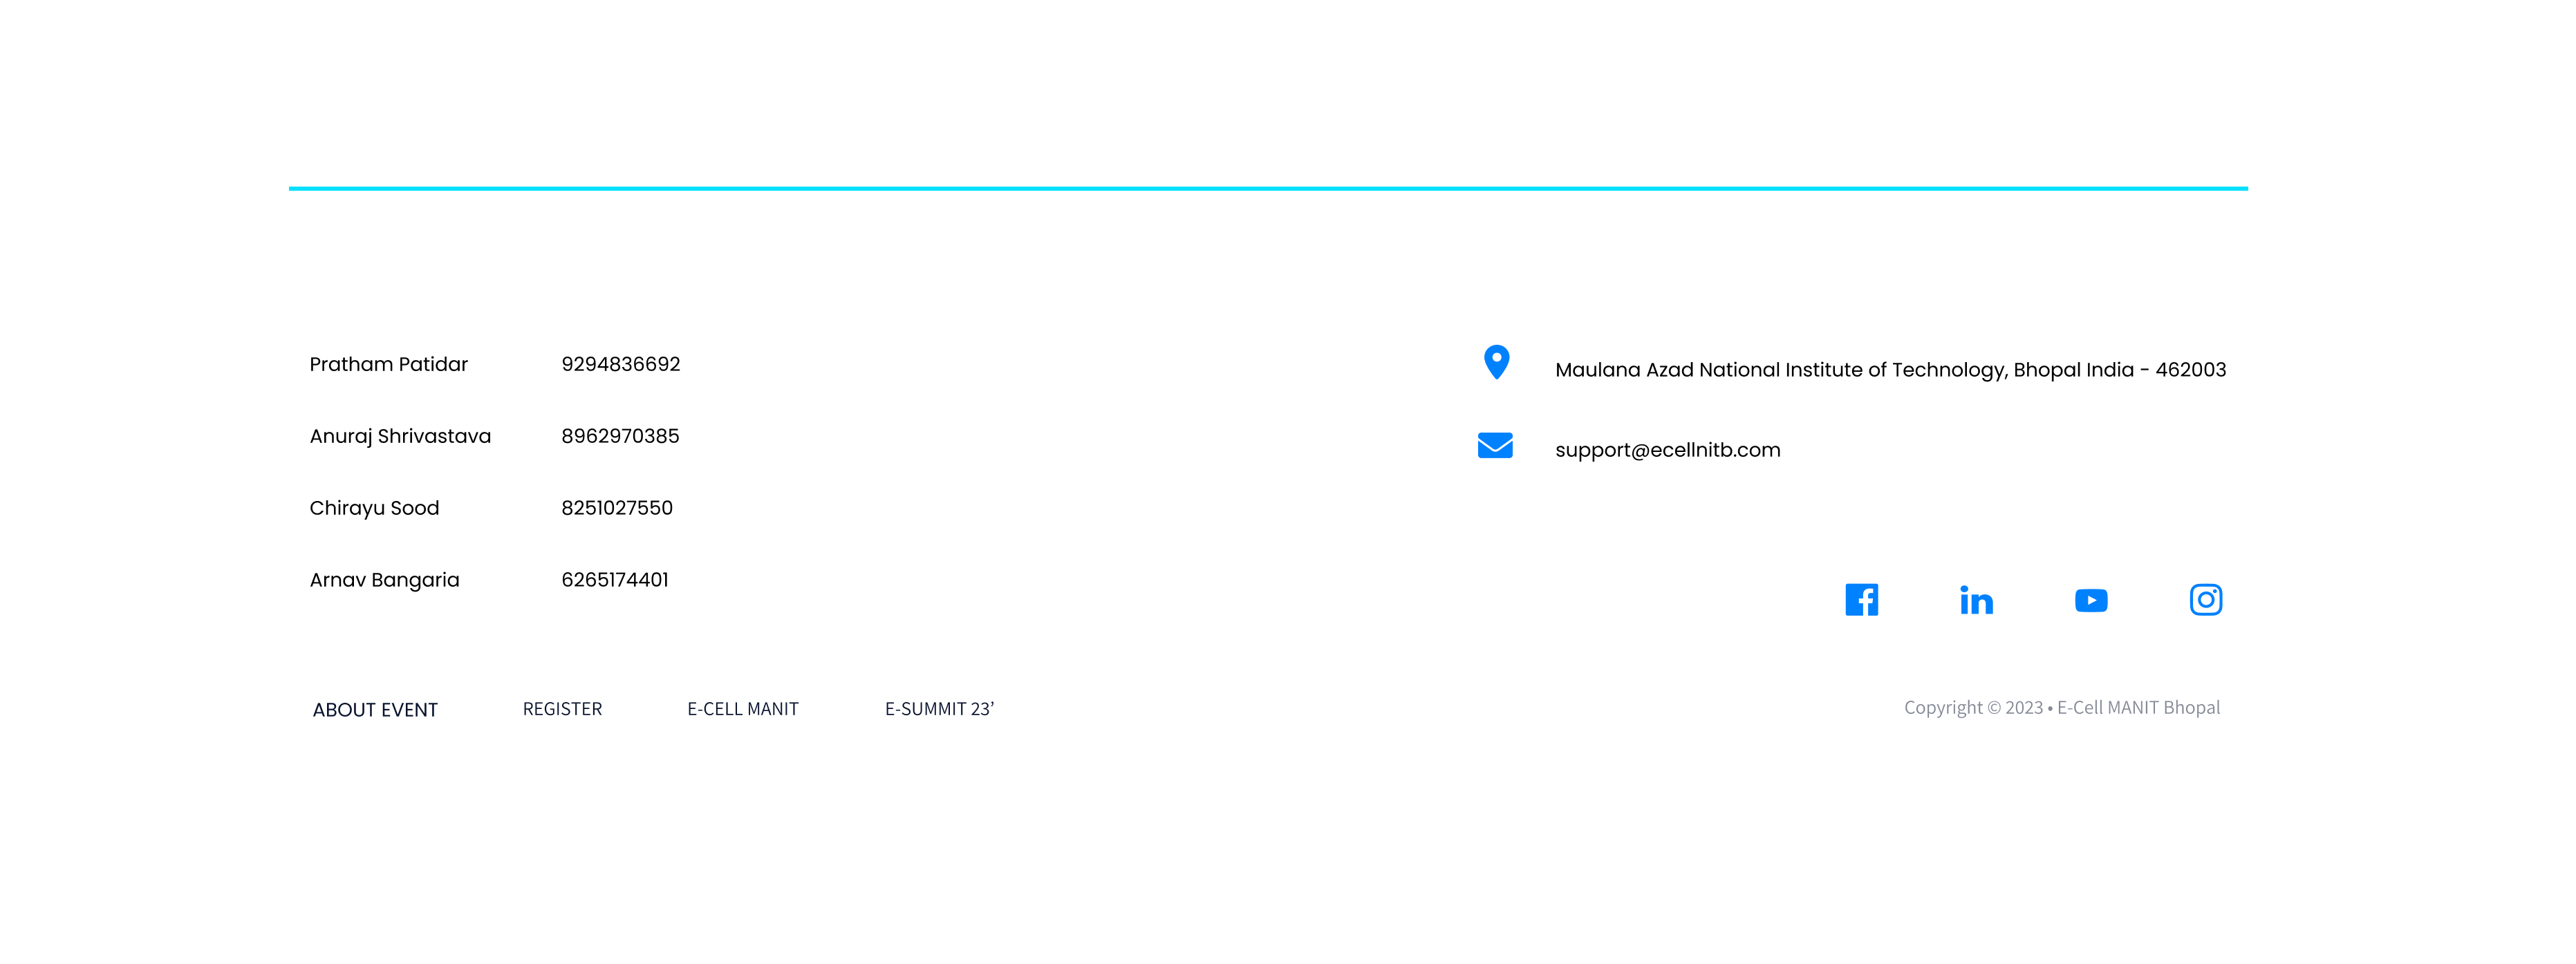 Pratham Patidar 9294836692
Anuraj Shrivastava 8962970385
Chirayu Sood 8251027550
Arnav Bangaria 6265174401
Maulana Azad National Institute of Technology, Bhopal India - 462003
support@ecellnitb.com
ABOUT EVENT REGISTER E-CELL MANIT E-SUMMIT 23’
Copyright © 2023 • E-Cell MANIT Bhopal